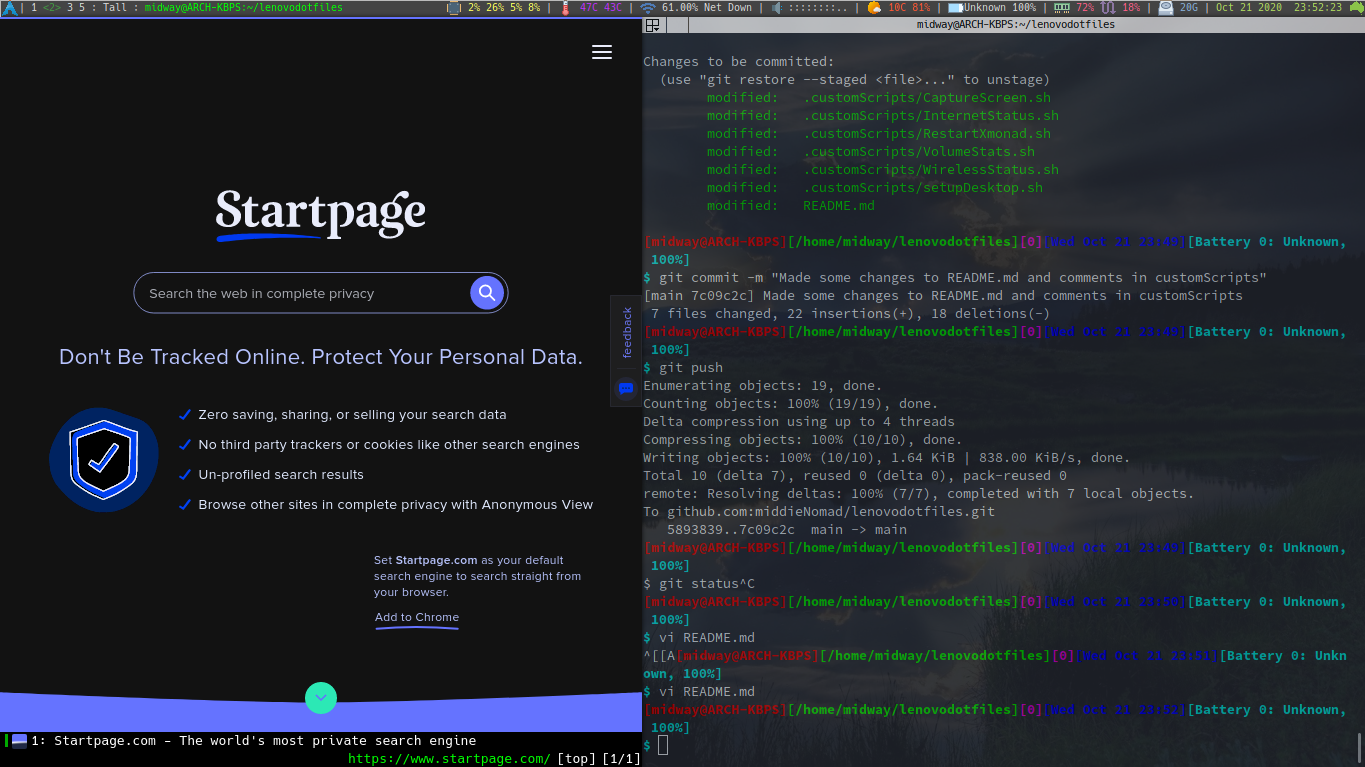 | 1 <2> 3 5 : Tall : midway@ARCH-KBPS:~/lenovodotfiles
2% 26% 5% 8% | 47C 43C | 61.00% Net Down | ::::::::.. | 10C 81% | Unknown 100% | 72% 18% | 20G | Oct 21 2020 23:52:23
Startpage
Search the web in complete privacy
feedback
Don't Be Tracked Online. Protect Your Personal Data.
Zero saving, sharing, or selling your search data
No third party trackers or cookies like other search engines
Un-profiled search results
Browse other sites in complete privacy with Anonymous View
Set Startpage.com as your default
search engine to search straight from
your browser.
Add to Chrome
1: Startpage.com – The world's most private search engine
https://www.startpage.com/ [top] [1/1]
midway@ARCH-KBPS:~/lenovodotfiles
Changes to be committed:
(use "git restore --staged <file>..." to unstage)
modified: .customScripts/CaptureScreen.sh
modified: .customScripts/InternetStatus.sh
modified: .customScripts/RestartXmonad.sh
modified: .customScripts/VolumeStats.sh
modified: .customScripts/WirelessStatus.sh
modified: .customScripts/setupDesktop.sh
modified: README.md
[midway@ARCH-KBPS][/home/midway/lenovodotfiles][0][Wed Oct 21 23:49][Battery 0: Unknown,
100%]
$ git commit -m "Made some changes to README.md and comments in customScripts"
[main 7c09c2c] Made some changes to README.md and comments in customScripts
7 files changed, 22 insertions(+), 18 deletions(-)
[midway@ARCH-KBPS][/home/midway/lenovodotfiles][0][Wed Oct 21 23:49][Battery 0: Unknown,
100%]
$ git push
Enumerating objects: 19, done.
Counting objects: 100% (19/19), done.
Delta compression using up to 4 threads
Compressing objects: 100% (10/10), done.
Writing objects: 100% (10/10), 1.64 KiB | 838.00 KiB/s, done.
Total 10 (delta 7), reused 0 (delta 0), pack-reused 0
remote: Resolving deltas: 100% (7/7), completed with 7 local objects.
To github.com:middieNomad/lenovodotfiles.git
5893839..7c09c2c main -> main
[midway@ARCH-KBPS][/home/midway/lenovodotfiles][0][Wed Oct 21 23:49][Battery 0: Unknown,
100%]
$ git status^C
[midway@ARCH-KBPS][/home/midway/lenovodotfiles][0][Wed Oct 21 23:50][Battery 0: Unknown,
100%]
$ vi README.md
^[[A[midway@ARCH-KBPS][/home/midway/lenovodotfiles][0][Wed Oct 21 23:51][Battery 0: Unkn
own, 100%]
$ vi README.md
[midway@ARCH-KBPS][/home/midway/lenovodotfiles][0][Wed Oct 21 23:52][Battery 0: Unknown,
100%]
$